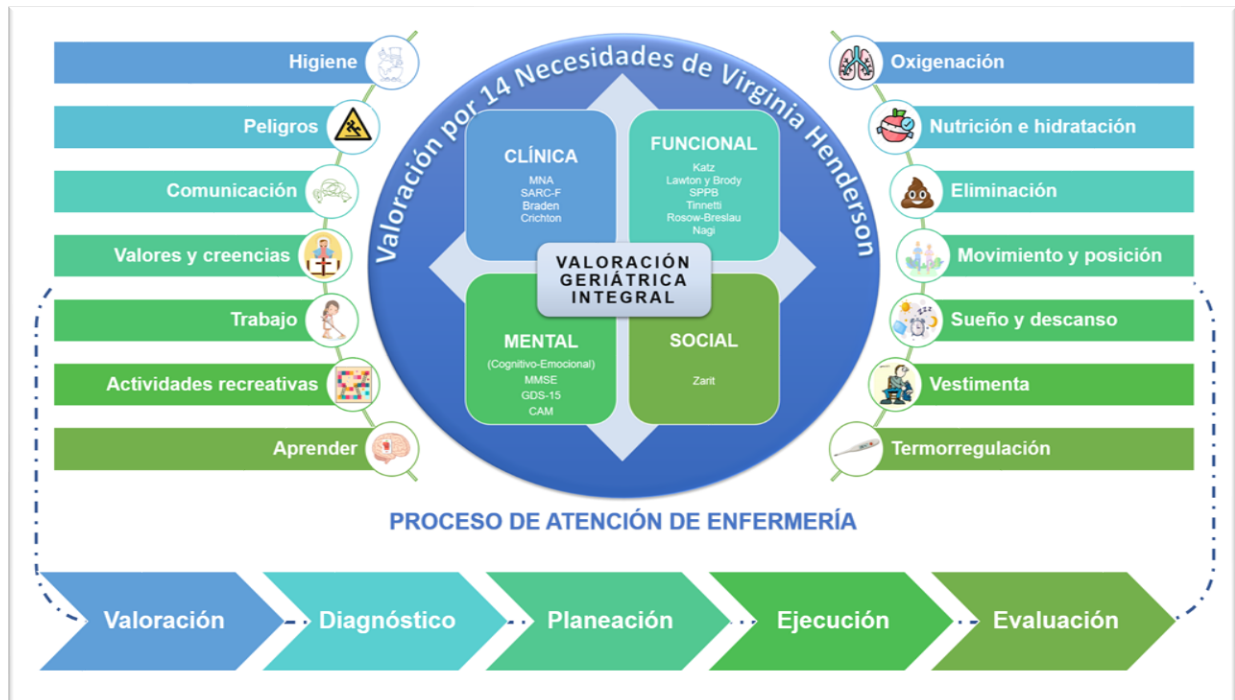 Valoración por 14 Necesidades de Virginia Henderson
Higiene
Peligros
Comunicación
Valores y creencias
Trabajo
Actividades recreativas
Aprender
CLÍNICA
MNA
SARC-F
Braden
Crichton
FUNCIONAL
Katz
Lawton y Brody
SPPB
Tinnetti
Rosow-Breslau
Nagi
VALORACIÓN
GERIÁTRICA
INTEGRAL
MENTAL
(Cognitivo-Emocional)
MMSE
GDS-15
CAM
SOCIAL
Zarit
Oxigenación
Nutrición e hidratación
Eliminación
Movimiento y posición
Sueño y descanso
Vestimenta
Termorregulación
PROCESO DE ATENCIÓN DE ENFERMERÍA
Valoración
Diagnóstico
Planeación
Ejecución
Evaluación